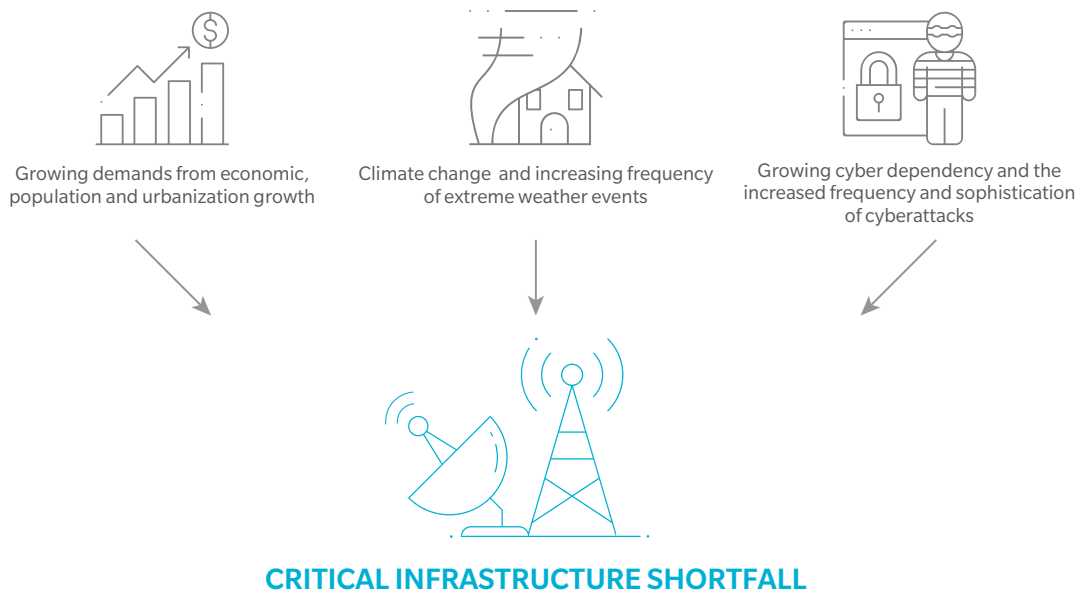 $
Growing demands from economic,
population and urbanization growth
Climate change and increasing frequency
of extreme weather events
Growing cyber dependency and the
increased frequency and sophistication
of cyberattacks
CRITICAL INFRASTRUCTURE SHORTFALL